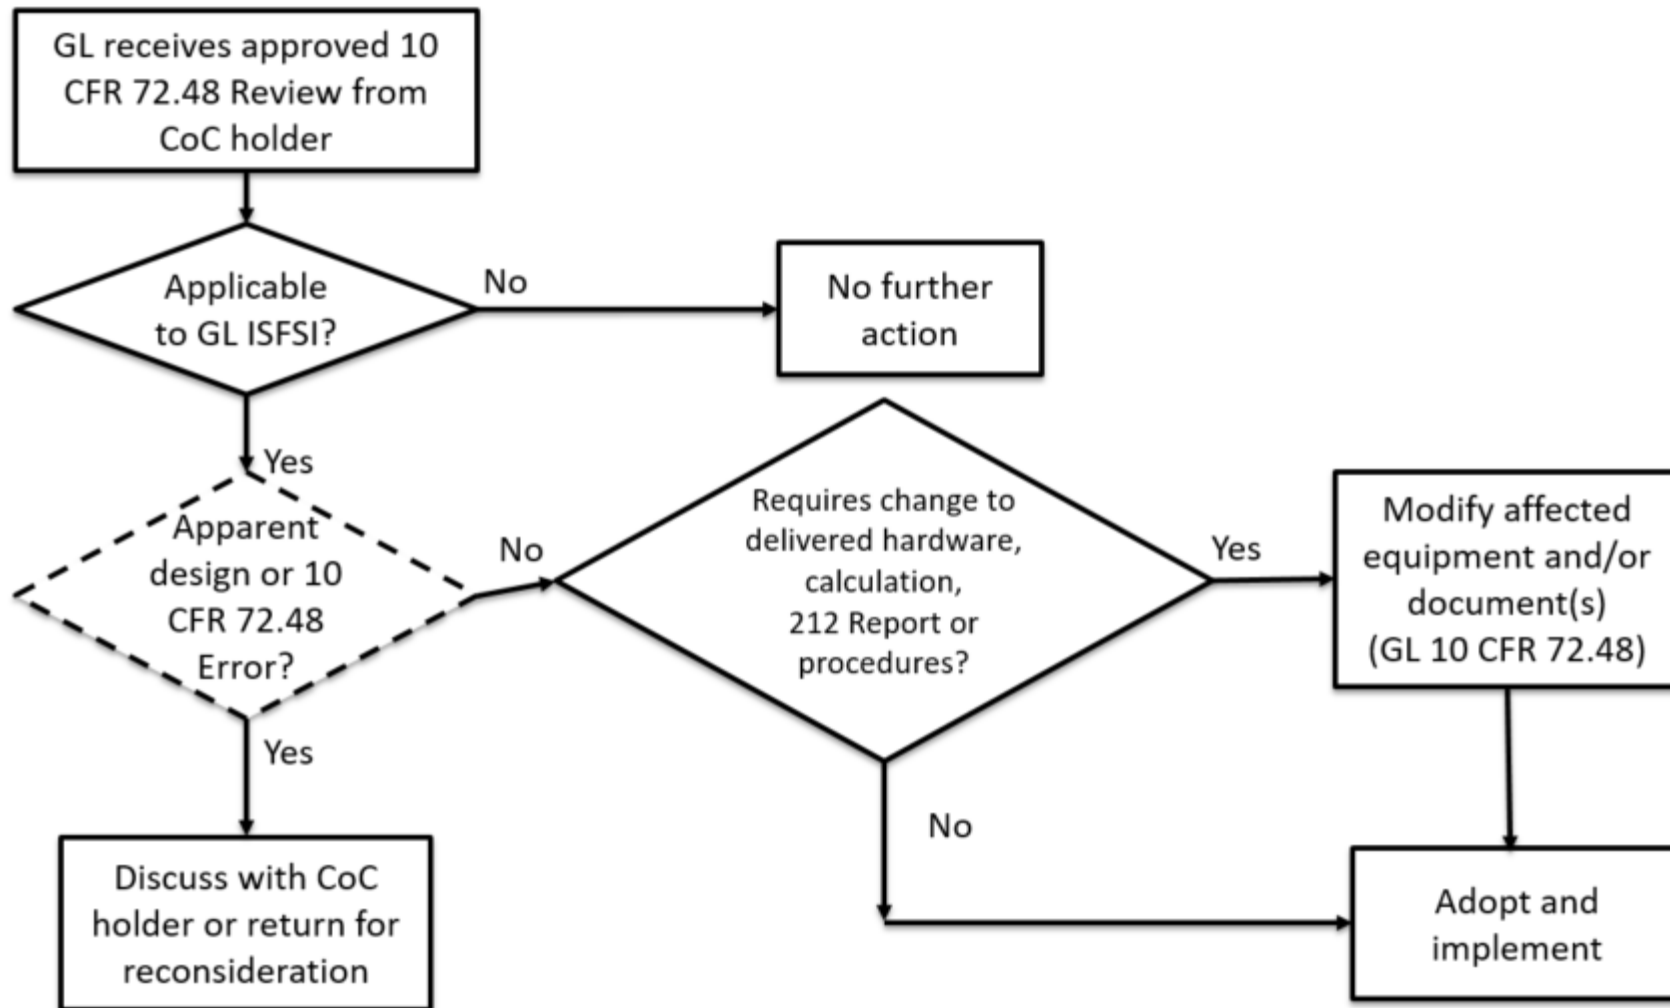 GL receives approved 10
CFR 72.48 Review from
CoC holder
Applicable
to GL ISFSI?
No
No further
action
Yes
Apparent
design or 10
CFR 72.48
Error?
No
Requires change to
delivered hardware,
calculation,
212 Report or
procedures?
Yes
Modify affected
equipment and/or
document(s)
(GL 10 CFR 72.48)
Yes
Discuss with CoC
holder or return for
reconsideration
No
Adopt and
implement